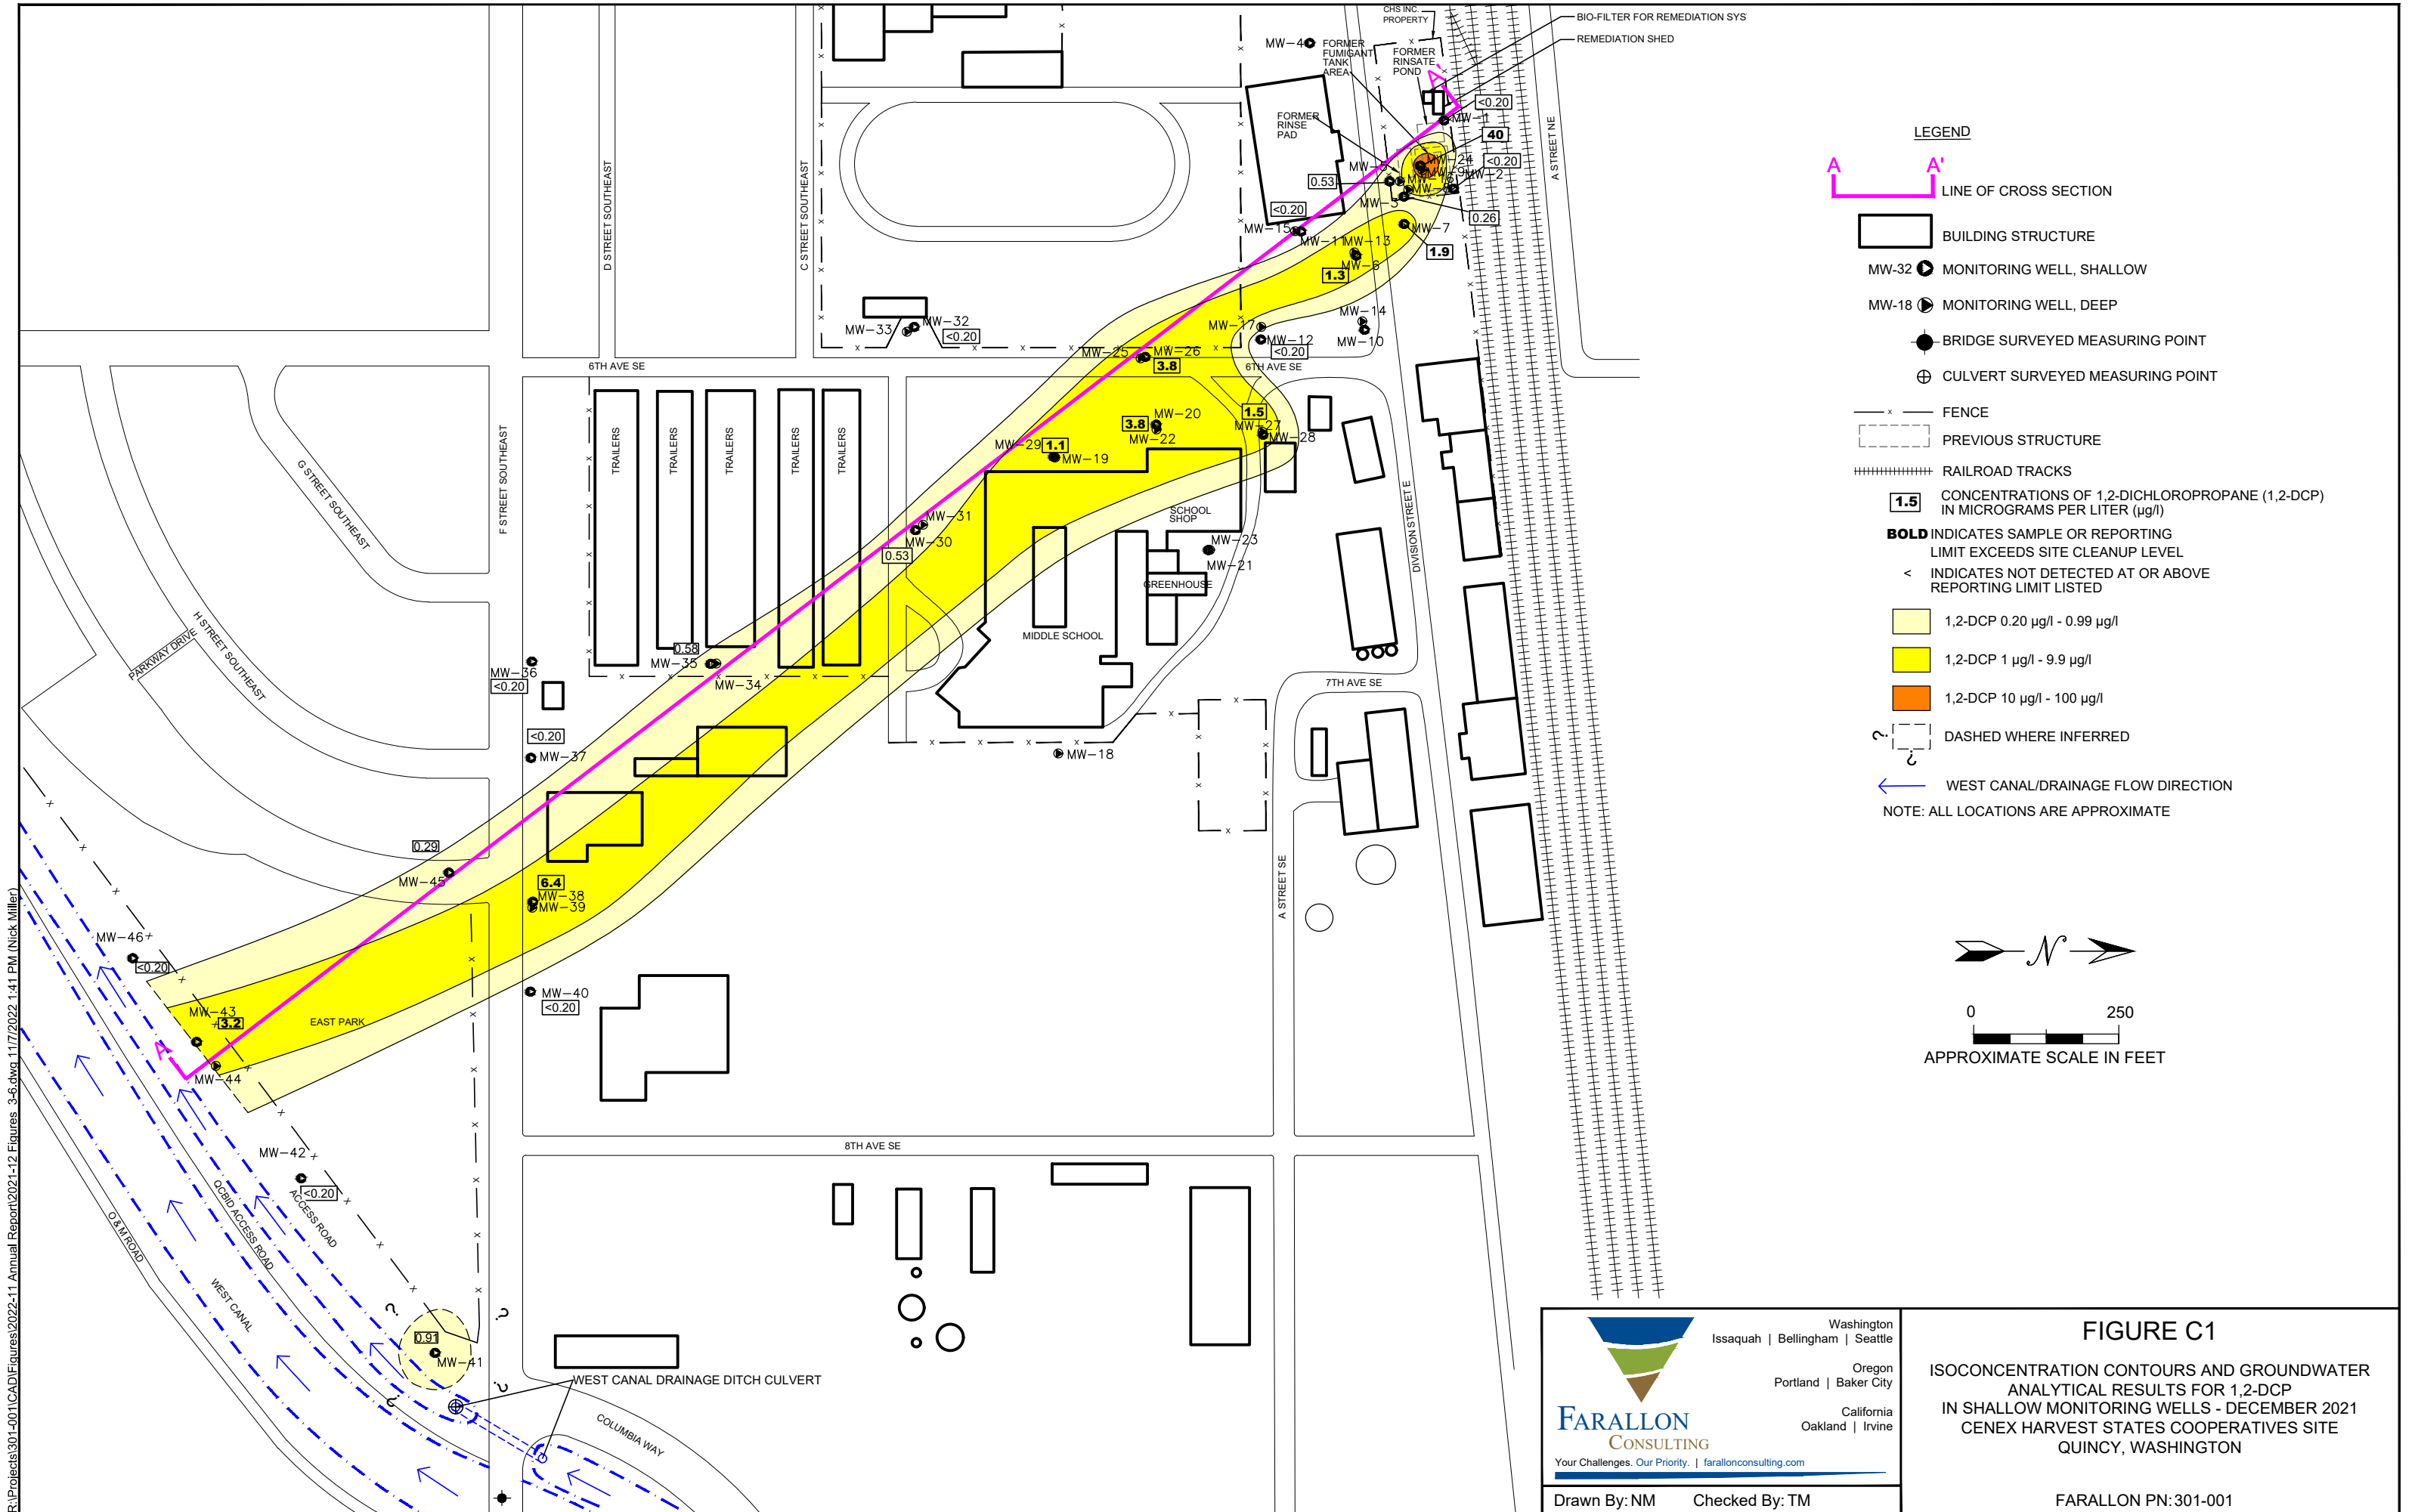 CHS INC.
PROPERTY
BIO-FILTER FOR REMEDIATION SYS
REMEDIATION SHED
MW-4
FORMER
FUMIGANT
TANK
AREA
FORMER
RINSATE
POND
A'
<0.20
MW-1
FORMER
RINSE
PAD
40
MW-24
<0.20
MW-2
0.53
MW-3
0.26
<0.20
MW-15
MW-11
MW-13
MW-7
1.9
MW-6
1.3
A STREET NE
D STREET SOUTHEAST
C STREET SOUTHEAST
MW-33
MW-32
<0.20
MW-17
MW-14
MW-12
MW-10
<0.20
MW-25
MW-26
3.8
6TH AVE SE
6TH AVE SE
MW-20
3.8
MW-22
1.5
MW-27
MW-28
MW-29
1.1
MW-19
TRAILERS
TRAILERS
TRAILERS
TRAILERS
TRAILERS
F STREET SOUTHEAST
G STREET SOUTHEAST
H STREET SOUTHEAST
PARKWAY DRIVE
DIVISION STREET E
MW-31
MW-30
0.53
SCHOOL
SHOP
MW-23
MW-21
GREENHOUSE
MIDDLE SCHOOL
0.58
MW-35
MW-34
MW-36
<0.20
<0.20
MW-37
7TH AVE SE
MW-18
A STREET SE
0.29
MW-45
6.4
MW-38
MW-39
MW-46
<0.20
MW-40
<0.20
MW-43
3.2
EAST PARK
A
MW-44
8TH AVE SE
MW-42
<0.20
ACCESS ROAD
QCBID ACCESS ROAD
O & M ROAD
WEST CANAL
?
?
0.91
MW-41
?
?
WEST CANAL DRAINAGE DITCH CULVERT
COLUMBIA WAY
R:\Projects\301-001\CAD\Figures\2022-11 Annual Report\2021-12 Figures 3-6.dwg 11/7/2022 1:41 PM (Nick Miller)
LEGEND
A A'
LINE OF CROSS SECTION
BUILDING STRUCTURE
MW-32 MONITORING WELL, SHALLOW
MW-18 MONITORING WELL, DEEP
BRIDGE SURVEYED MEASURING POINT
CULVERT SURVEYED MEASURING POINT
x FENCE
PREVIOUS STRUCTURE
RAILROAD TRACKS
1.5 CONCENTRATIONS OF 1,2-DICHLOROPROPANE (1,2-DCP)
IN MICROGRAMS PER LITER (µg/l)
BOLD INDICATES SAMPLE OR REPORTING
LIMIT EXCEEDS SITE CLEANUP LEVEL
< INDICATES NOT DETECTED AT OR ABOVE
REPORTING LIMIT LISTED
1,2-DCP 0.20 µg/l - 0.99 µg/l
1,2-DCP 1 µg/l - 9.9 µg/l
1,2-DCP 10 µg/l - 100 µg/l
? DASHED WHERE INFERRED
?
WEST CANAL/DRAINAGE FLOW DIRECTION
NOTE: ALL LOCATIONS ARE APPROXIMATE
N
0 250
APPROXIMATE SCALE IN FEET
Washington
Issaquah | Bellingham | Seattle
Oregon
Portland | Baker City
California
Oakland | Irvine
FARALLON
CONSULTING
Your Challenges. Our Priority. | farallonconsulting.com
Drawn By: NM Checked By: TM
FIGURE C1
ISOCONCENTRATION CONTOURS AND GROUNDWATER
ANALYTICAL RESULTS FOR 1,2-DCP
IN SHALLOW MONITORING WELLS - DECEMBER 2021
CENEX HARVEST STATES COOPERATIVES SITE
QUINCY, WASHINGTON
FARALLON PN: 301-001